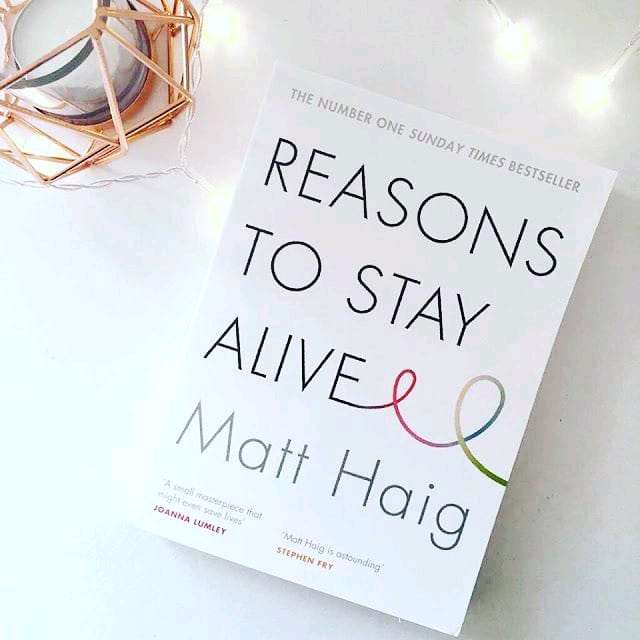 THE NUMBER ONE SUNDAY TIMES BESTSELLER
REASONS
TO STAY
ALIVE
Matt Haig
'A small masterpiece that
might even save lives'
JOANNA LUMLEY
'Matt Haig is astounding'
STEPHEN FRY